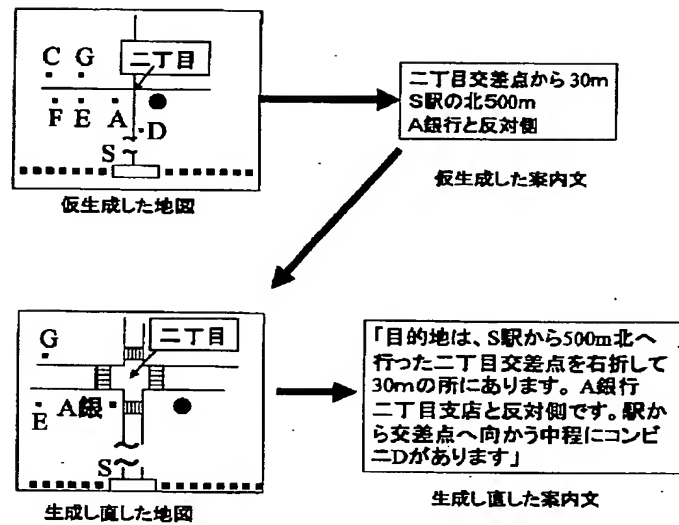 C G
二丁目
F E A
D
S
仮生成した地図
二丁目交差点から30m
S駅の北500m
A銀行と反対側
仮生成した案内文
G
二丁目
E A銀
S
生成し直した地図
「目的地は、S駅から500m北へ
行った二丁目交差点を右折して
30mの所にあります。A銀行
二丁目支店と反対側です。駅か
ら交差点へ向かう中程にコンビ
ニDがあります」
生成し直した案内文